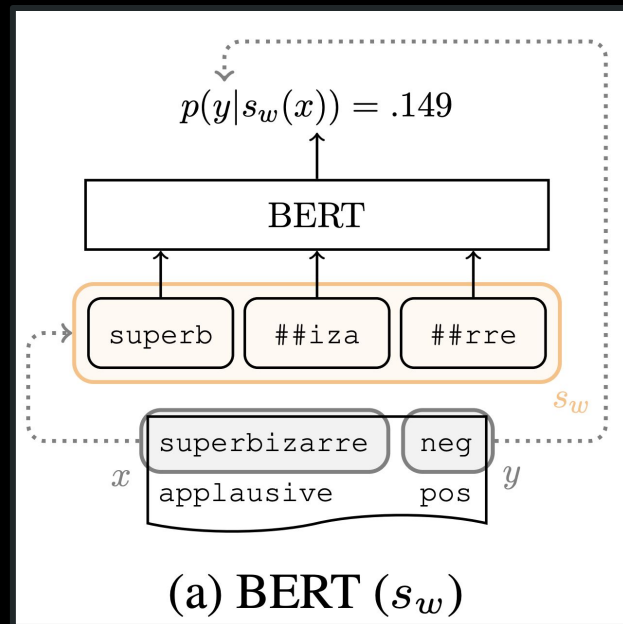 p(y|s_w(x)) = .149
BERT
superb ##iza ##rre
s_w
superbizarre neg
x y
applausive pos
(a) BERT (s_w)